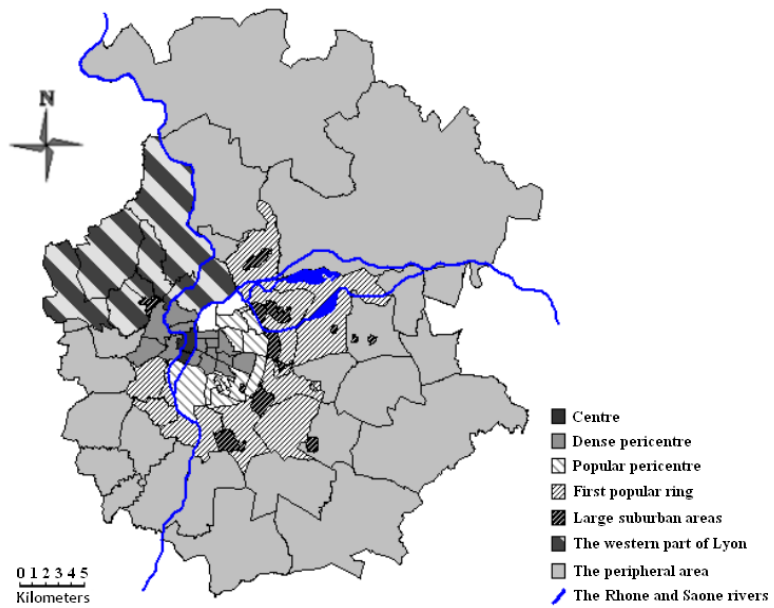 N
Centre
Dense pericentre
Popular pericentre
First popular ring
Large suburban areas
The western part of Lyon
The peripheral area
The Rhone and Saone rivers
0 1 2 3 4 5
Kilometers